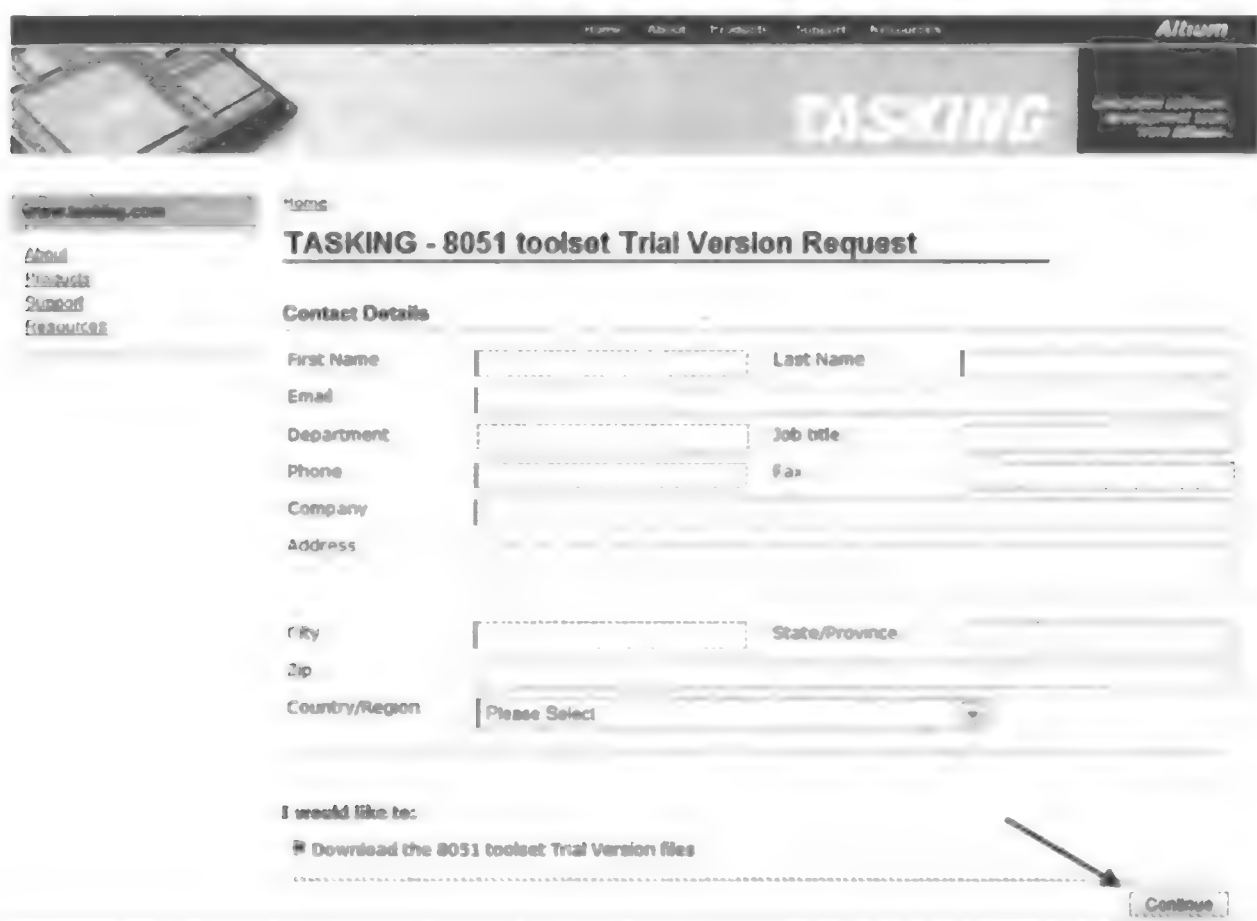 Home About Products Support Resources Altium
TASKING
www.tasking.com
About
Products
Support
Resources
Home
TASKING - 8051 toolset Trial Version Request
Contact Details
First Name Last Name
Email
Department Job title
Phone Fax
Company
Address
City State/Province
Zip
Country/Region Please Select
I would like to:
Download the 8051 toolset Trial Version files
Continue